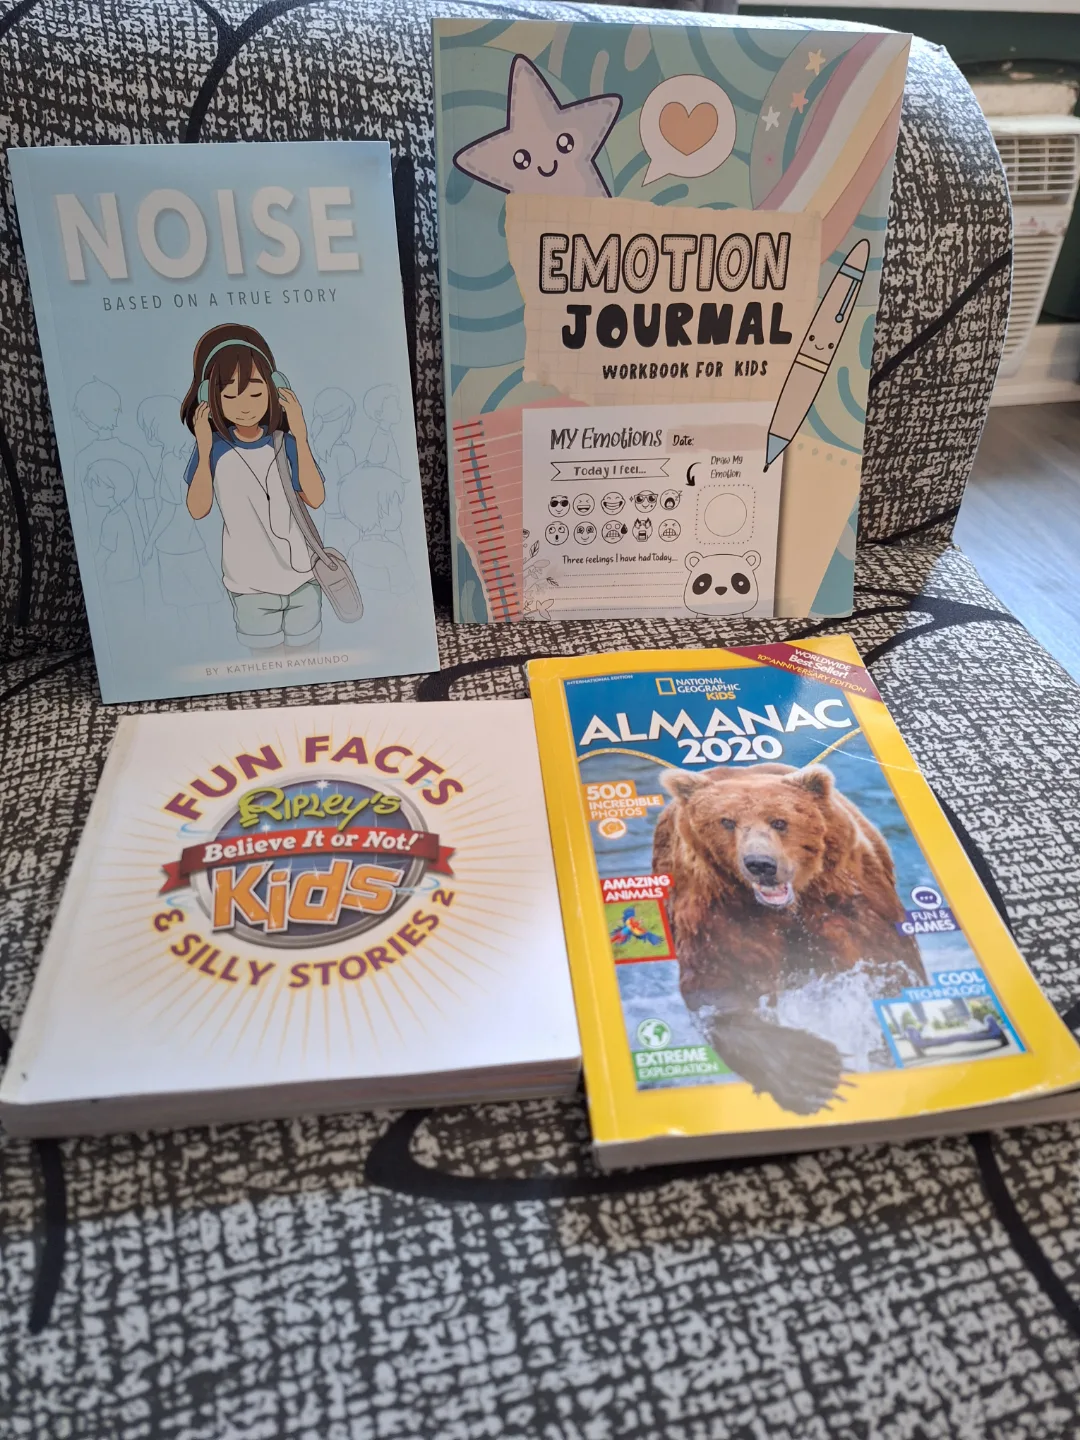 NOISE
BASED ON A TRUE STORY
BY: KATHLEEN RAYMUNDO
EMOTION
JOURNAL
WORKBOOK FOR KIDS
MY Emotions Date:
Today I feel...
Draw My
Emotion
Three feelings I have had Today...
FUN FACTS
RIPLEY'S
Believe It or Not!®
Kids
& SILLY STORIES 2
INTERNATIONAL EDITION
NATIONAL
GEOGRAPHIC
KiDS
WORLDWIDE
Best Seller!
10TH ANNIVERSARY EDITION
ALMANAC
2020
500
INCREDIBLE
PHOTOS
AMAZING
ANIMALS
FUN &
GAMES
COOL
TECHNOLOGY
EXTREME
EXPLORATION